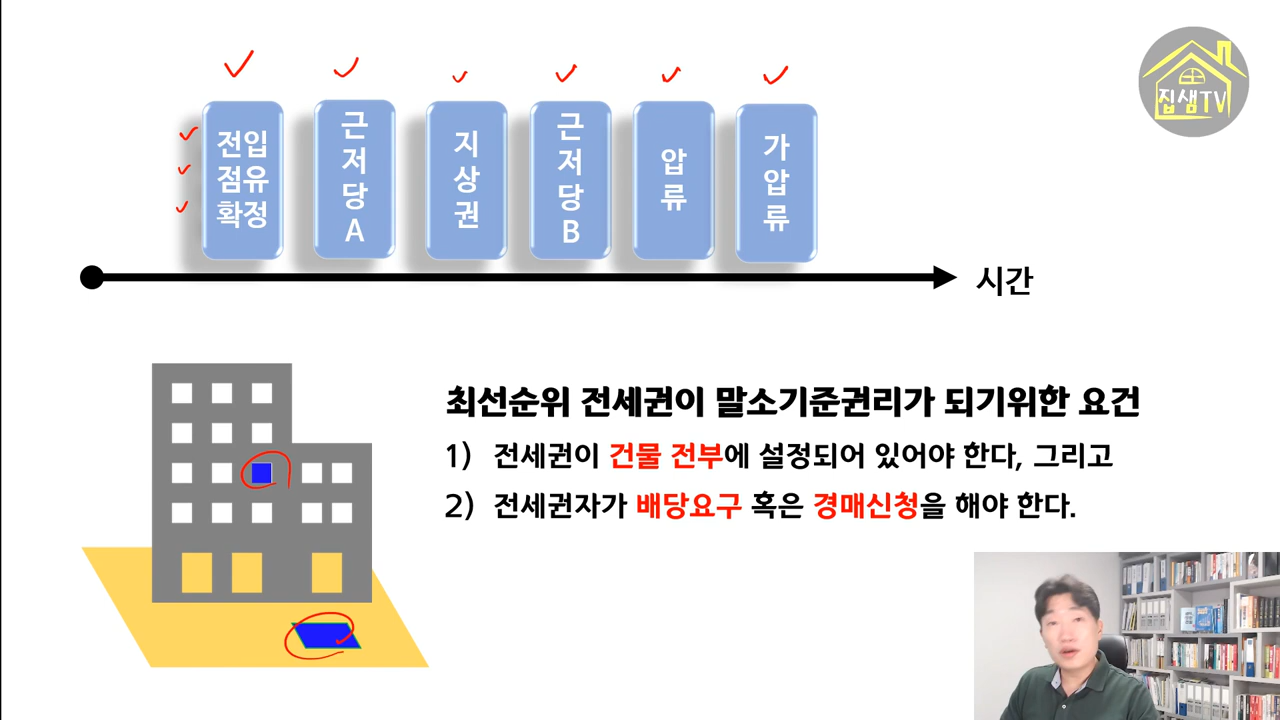 집샘TV
전입
점유
확정
근
저
당
A
지
상
권
근
저
당
B
압
류
가
압
류
시간
최선순위 전세권이 말소기준권리가 되기위한 요건
1) 전세권이 건물 전부에 설정되어 있어야 한다, 그리고
2) 전세권자가 배당요구 혹은 경매신청을 해야 한다.